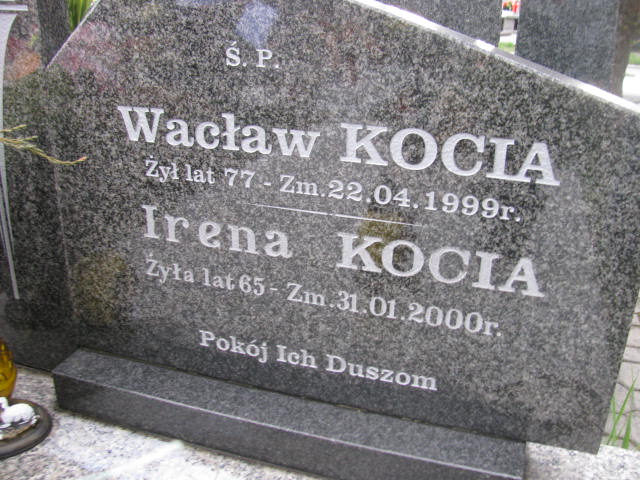 Ś. P.
Wacław KOCIA
Żył lat 77 - Zm. 22.04.1999r.
Irena KOCIA
Żyła lat 65 - Zm. 31.01.2000r.
Pokój Ich Duszom